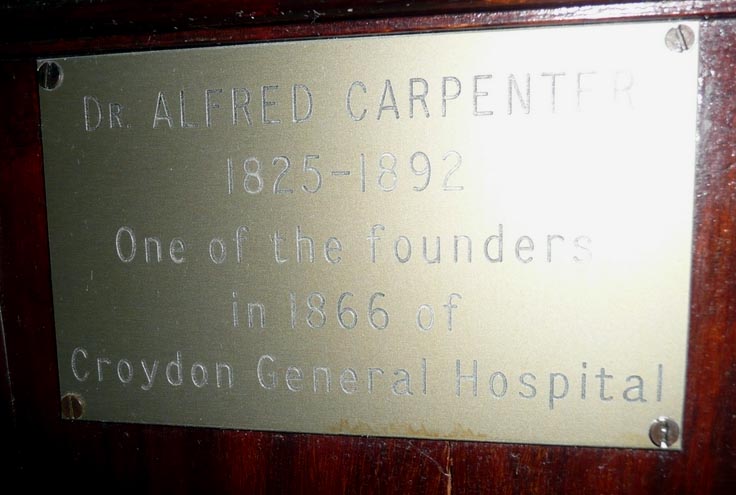 Dr. ALFRED CARPENTER
1825-1892
One of the founders
in 1866 of
Croydon General Hospital